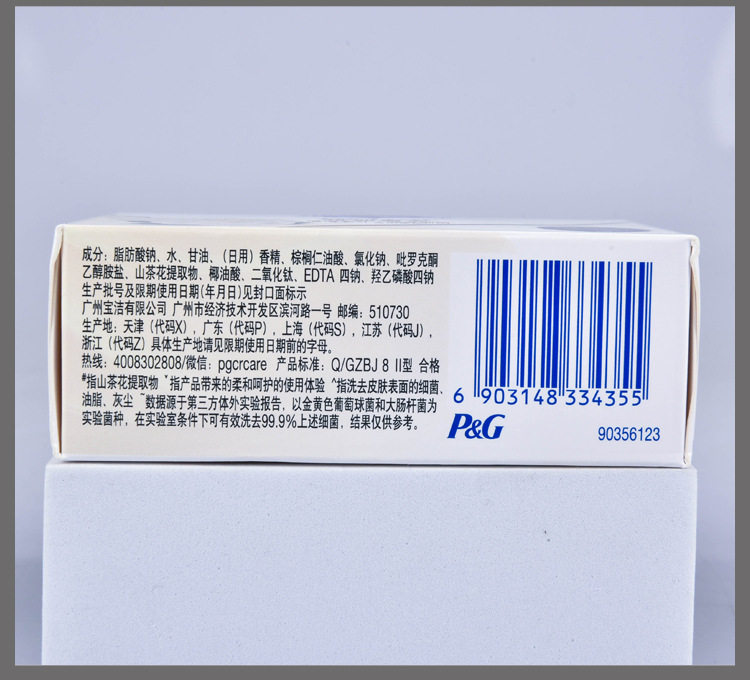 成分：脂肪酸钠、水、甘油、（日用）香精、棕榈仁油酸、氯化钠、吡罗克酮
乙醇胺盐、山茶花提取物、椰油酸、二氧化钛、EDTA 四钠、羟乙磷酸四钠
生产批号及限期使用日期(年月日)见封口面标示
广州宝洁有限公司 广州市经济技术开发区滨河路一号 邮编：510730
生产地：天津（代码X），广东（代码P），上海（代码S），江苏（代码J），
浙江（代码Z）具体生产地请见限期使用日期前的字母。
热线：4008302808/微信：pgcrcare 产品标准：Q/GZBJ 8 II型 合格
#指山茶花提取物 *指产品带来的柔和呵护的使用体验 ^指洗去皮肤表面的细菌、
油脂、灰尘 ~数据源于第三方体外实验报告，以金黄色葡萄球菌和大肠杆菌为
实验菌种，在实验室条件下可有效洗去99.9%上述细菌，结果仅供参考。
6 903148 334355
P&G
90356123